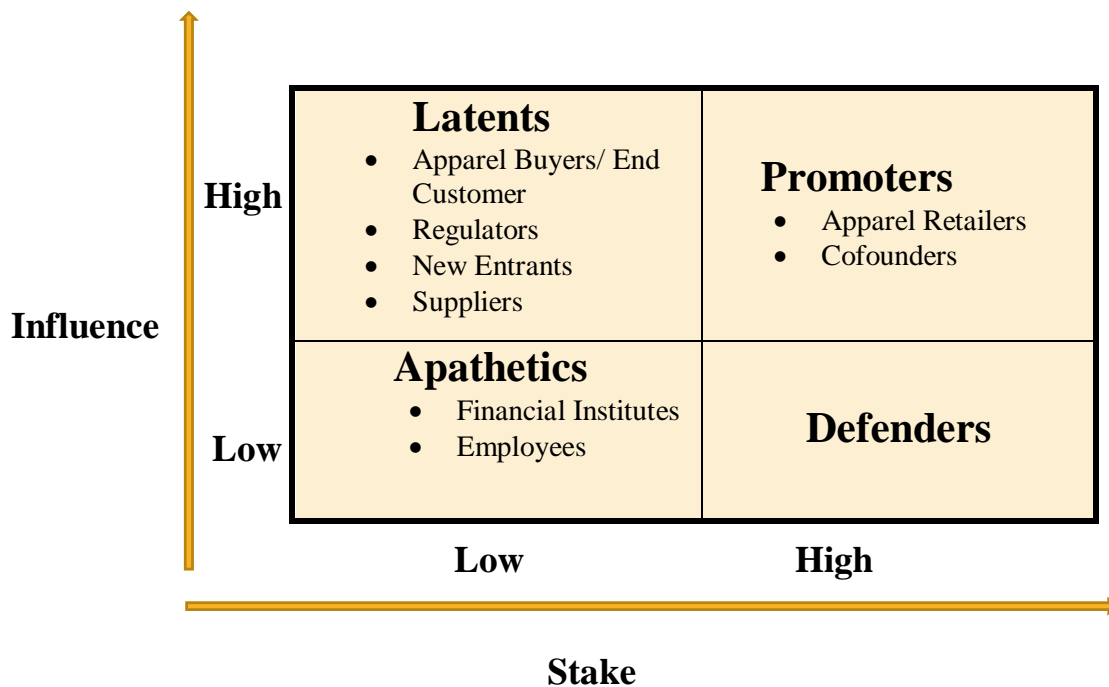 Latents
• Apparel Buyers/ End
Customer
• Regulators
• New Entrants
• Suppliers
Promoters
• Apparel Retailers
• Cofounders
High
Influence
Apathetics
• Financial Institutes
• Employees
Defenders
Low
Low
High
Stake